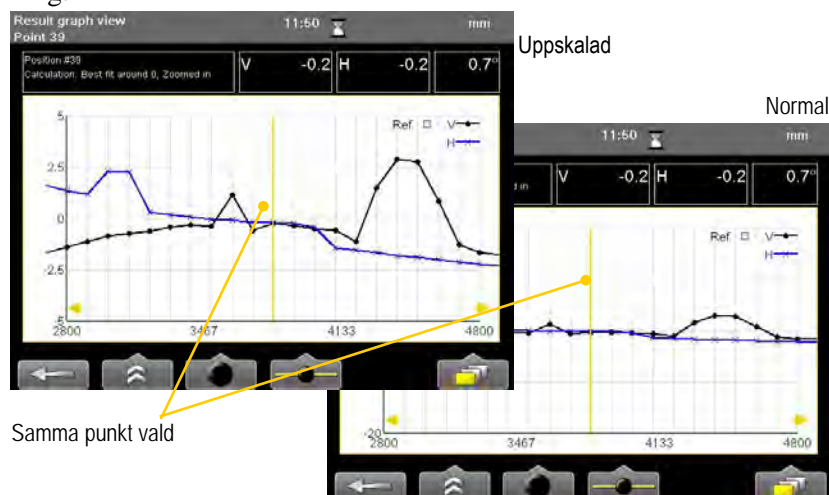 Result graph view 11:50 mm
Point 39
Position #39
Calculation: Best fit around 0, Zoomed in
V -0.2 H -0.2 0.7°
Uppskalad
5
Ref V
H
2.5
0
-2.5
-5
2800 3467 4133 4800
Normal
11:50 mm
d in
V -0.2 H -0.2 0.7°
Ref V
H
-20
2800 3467 4133 4800
Samma punkt vald